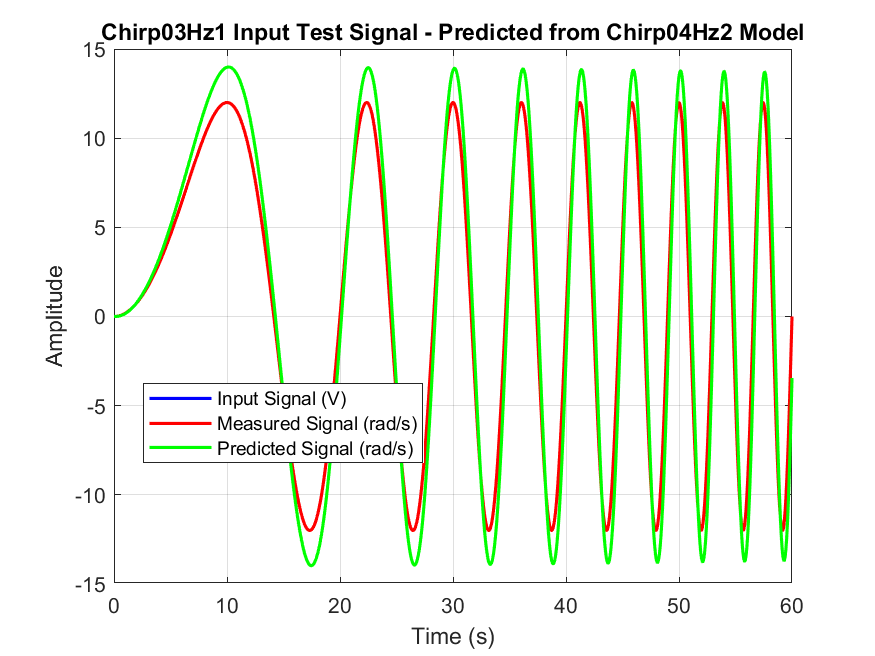 Chirp03Hz1 Input Test Signal - Predicted from Chirp04Hz2 Model
15
10
5
0
-5
-10
-15
Amplitude
Input Signal (V)
Measured Signal (rad/s)
Predicted Signal (rad/s)
0 10 20 30 40 50 60
Time (s)